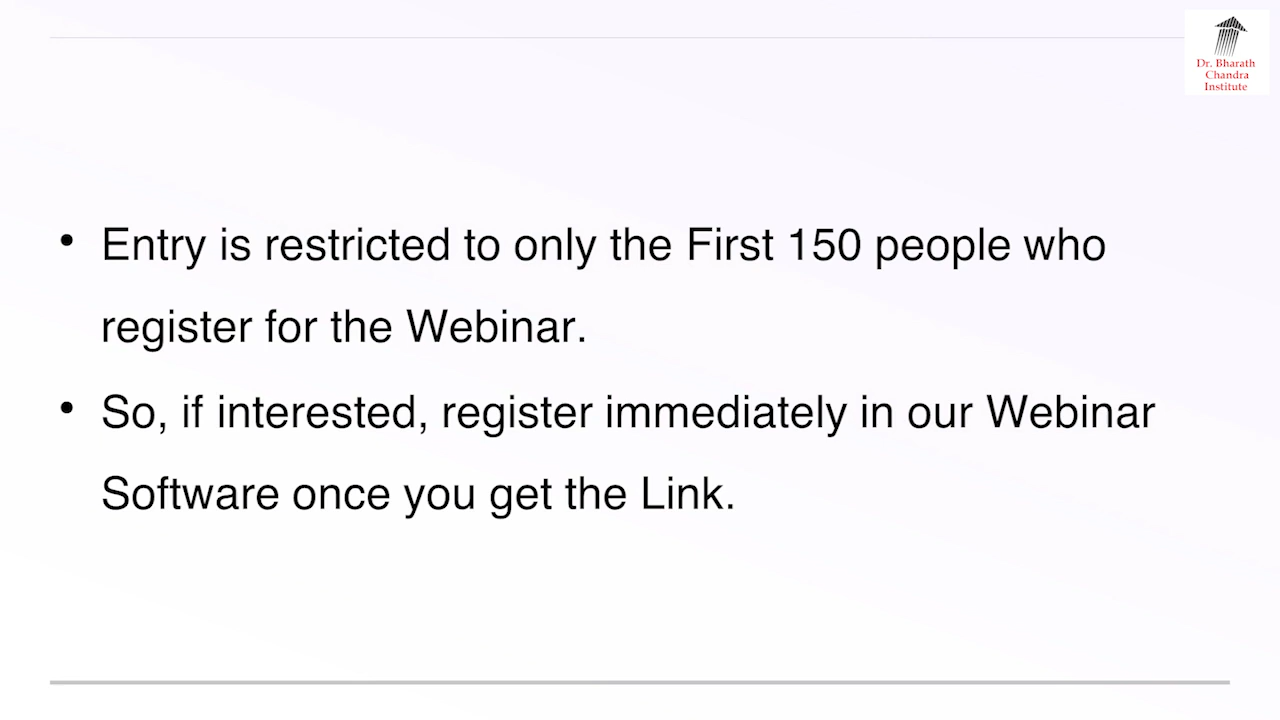 Dr. Bharath
Chandra
Institute
• Entry is restricted to only the First 150 people who
register for the Webinar.
• So, if interested, register immediately in our Webinar
Software once you get the Link.